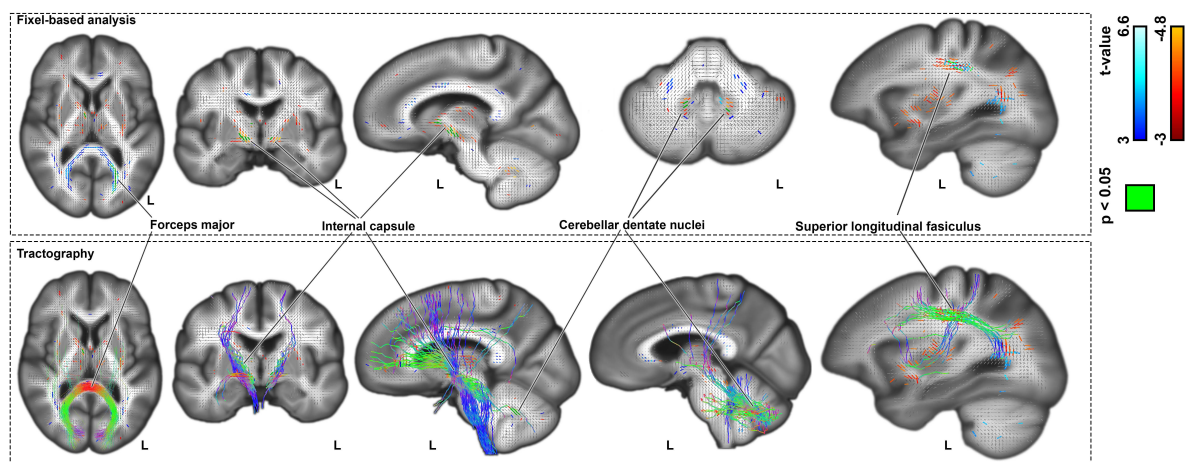 Fixel-based analysis
L
L
L
L
L
t-value
6.6
3
-4.8
-3
p < 0.05
Forceps major
Internal capsule
Cerebellar dentate nuclei
Superior longitudinal fasiculus
Tractography
L
L
L
L
L